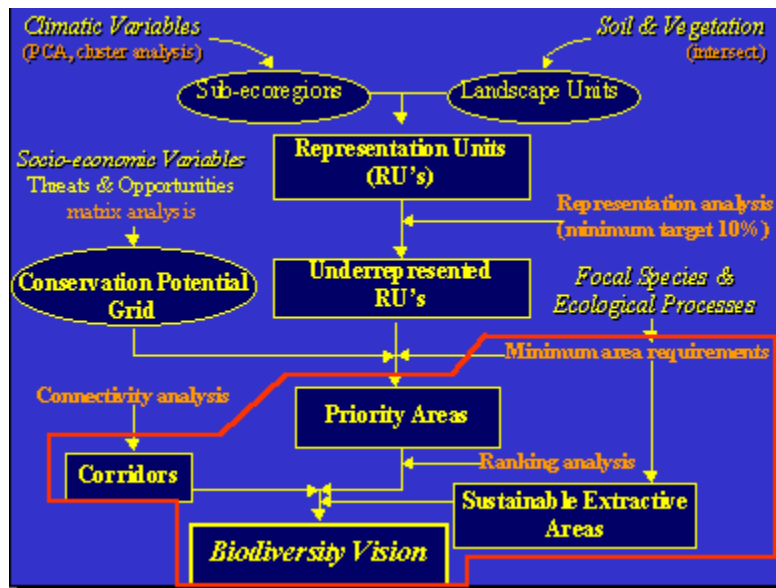 Climatic Variables
(PCA, cluster analysis)
Soil & Vegetation
(intersect)
Sub-ecoregions
Landscape Units
Representation Units
(RU's)
Socio-economic Variables
Threats & Opportunities
matrix analysis
Representation analysis
(minimum target 10%)
Conservation Potential
Grid
Underrepresented
RU's
Focal Species &
Ecological Processes
Minimum area requirements
Connectivity analysis
Priority Areas
Corridors
Ranking analysis
Sustainable Extractive
Areas
Biodiversity Vision